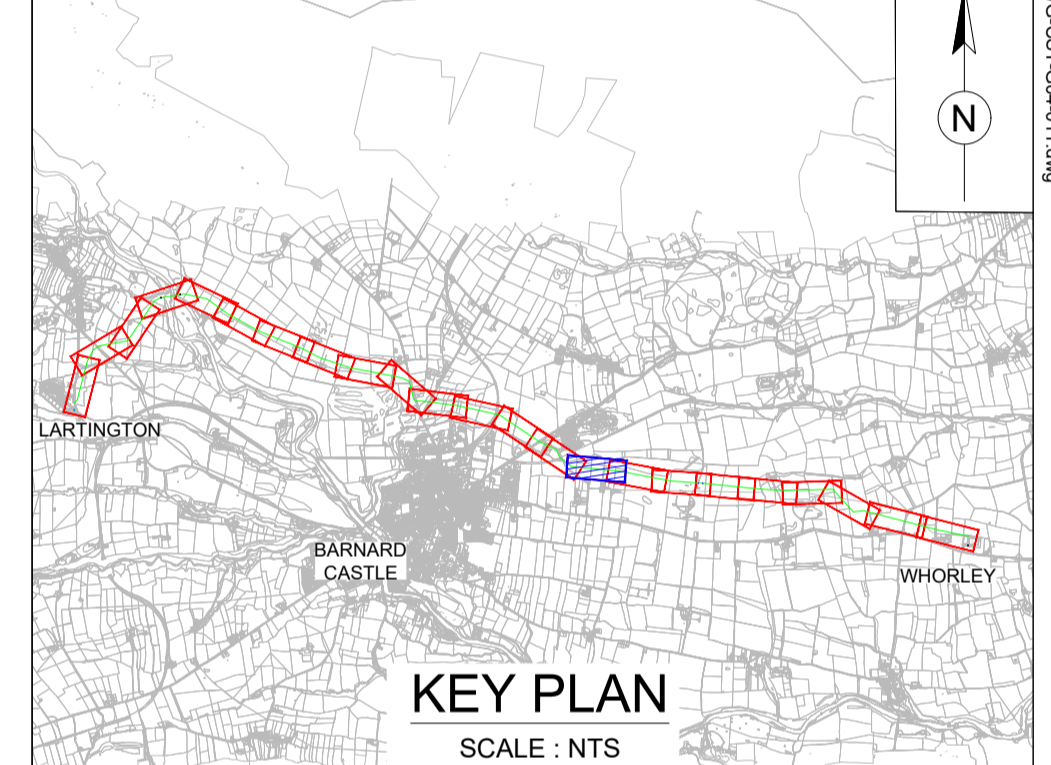 N
LARTINGTON
BARNARD
CASTLE
WHORLEY
KEY PLAN
SCALE : NTS